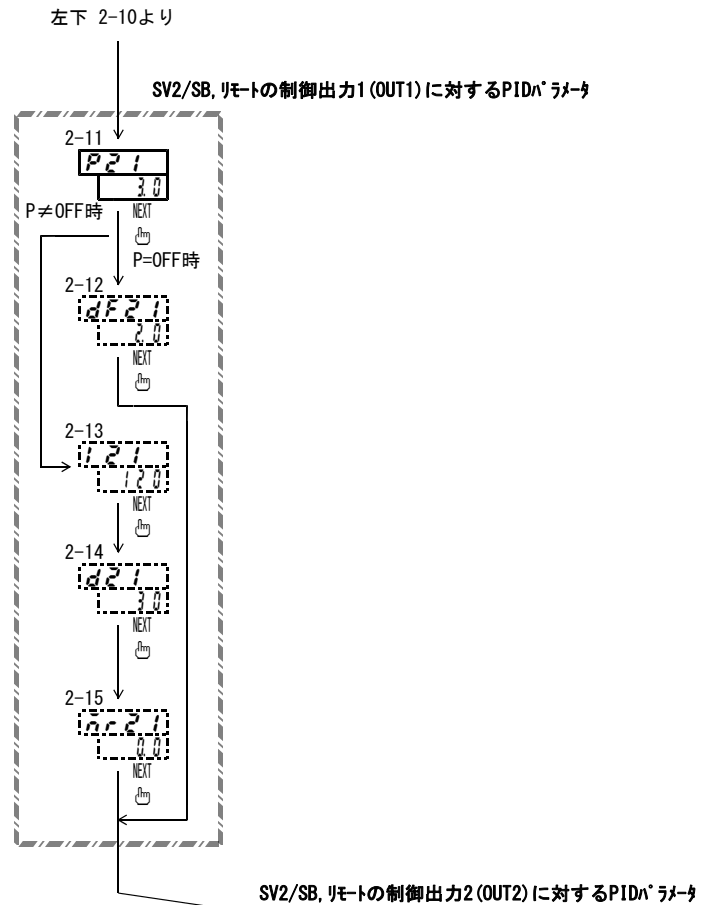 左下 2-10より
SV2/SB,ﾘﾓｰﾄの制御出力1(OUT1)に対するPIDﾊﾟﾗﾒｰﾀ
2-11
P21
3.0
P≠OFF時
NEXT
P=OFF時
2-12
dF21
2.0
NEXT
2-13
I21
120
NEXT
2-14
d21
30
NEXT
2-15
ñr21
0.0
NEXT
SV2/SB,ﾘﾓｰﾄの制御出力2(OUT2)に対するPIDﾊﾟﾗﾒｰﾀ